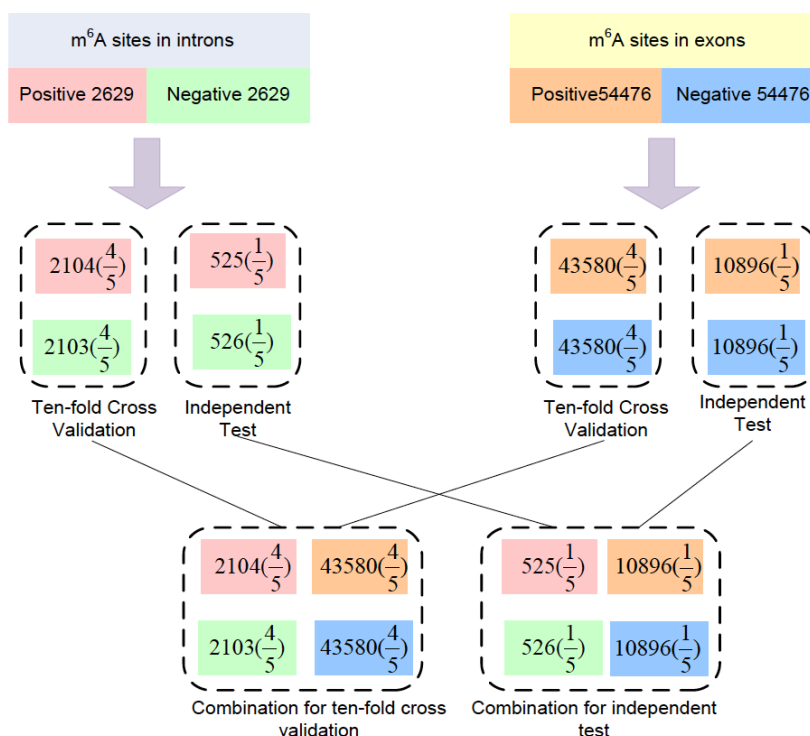 m⁶A sites in introns
Positive 2629 Negative 2629
m⁶A sites in exons
Positive54476 Negative 54476
2104(4/5)
2103(4/5)
Ten-fold Cross
Validation
525(1/5)
526(1/5)
Independent
Test
43580(4/5)
43580(4/5)
Ten-fold Cross
Validation
10896(1/5)
10896(1/5)
Independent
Test
2104(4/5) 43580(4/5)
2103(4/5) 43580(4/5)
Combination for ten-fold cross
validation
525(1/5) 10896(1/5)
526(1/5) 10896(1/5)
Combination for independent
test